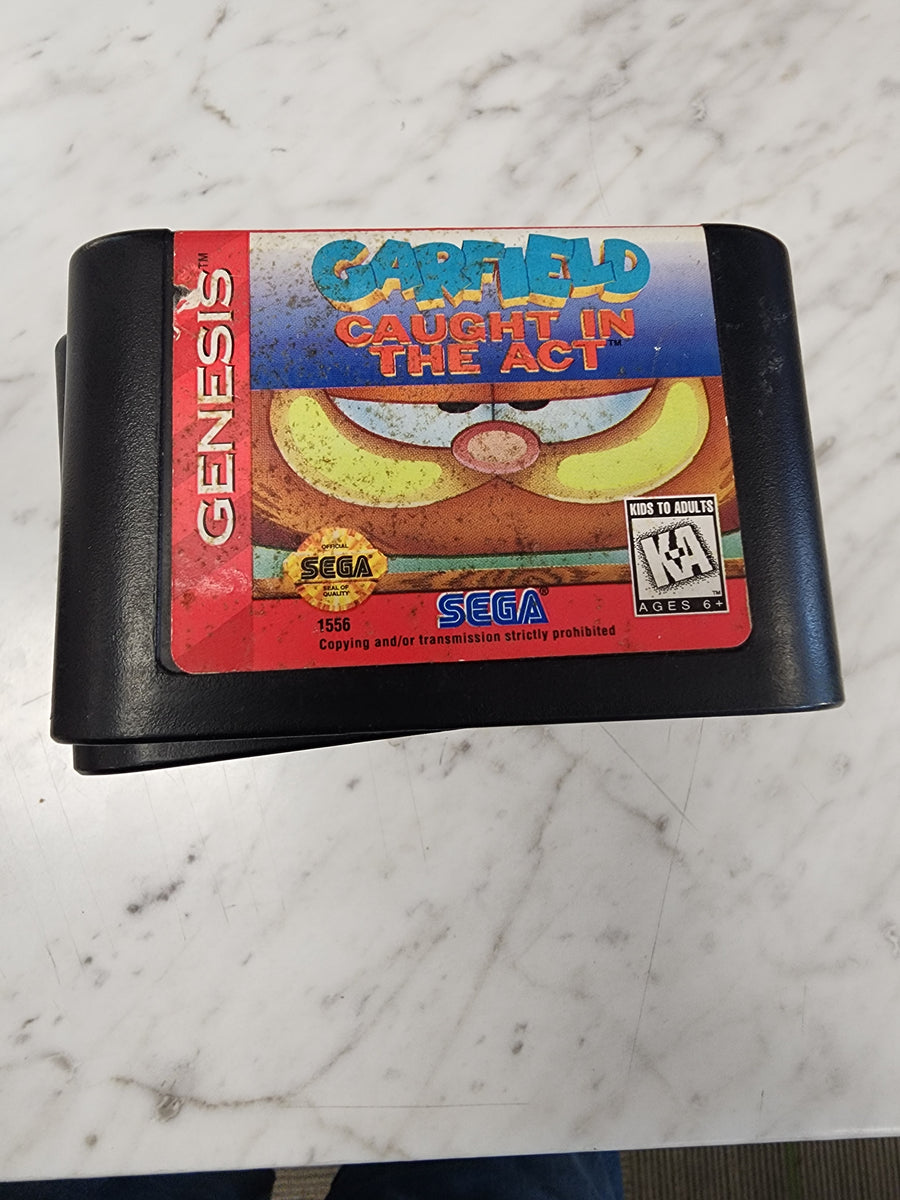 GENESIS™
GARFIELD
CAUGHT IN
THE ACT™
KIDS TO ADULTS
K-A
™
AGES 6+
OFFICIAL
SEGA
SEAL OF
QUALITY
SEGA®
1556
Copying and/or transmission strictly prohibited